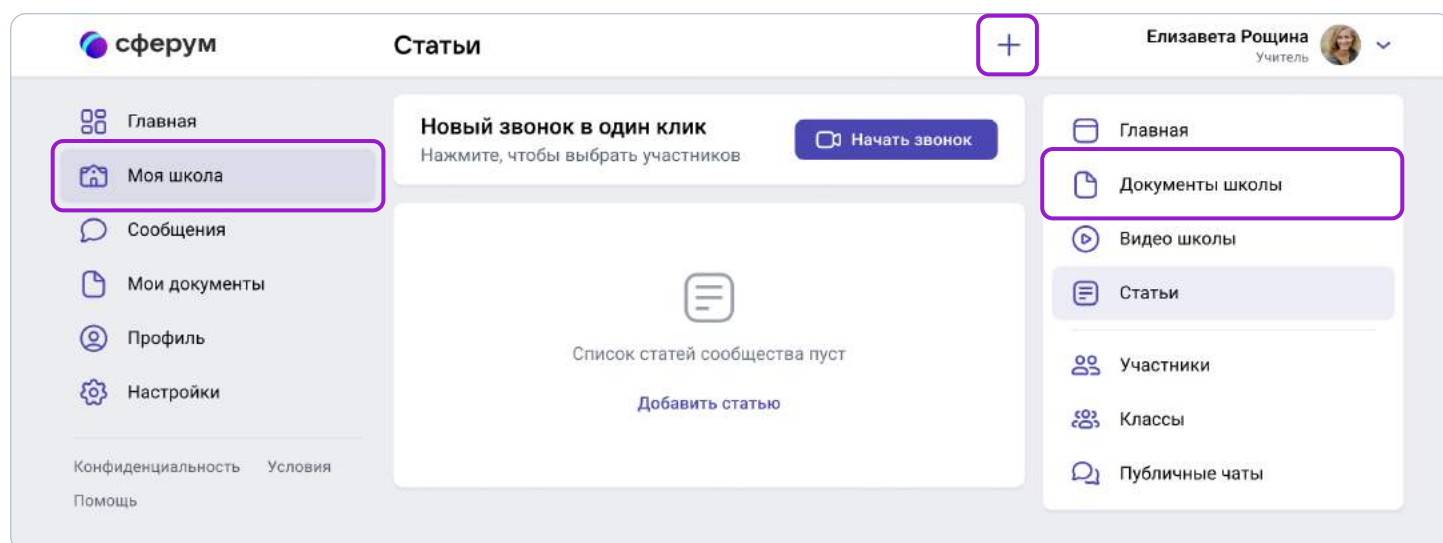 сферум
Статьи
Елизавета Рощина
Учитель
Главная
Моя школа
Сообщения
Мои документы
Профиль
Настройки
Конфиденциальность Условия
Помощь
Новый звонок в один клик
Нажмите, чтобы выбрать участников
Начать звонок
Список статей сообщества пуст
Добавить статью
Главная
Документы школы
Видео школы
Статьи
Участники
Классы
Публичные чаты